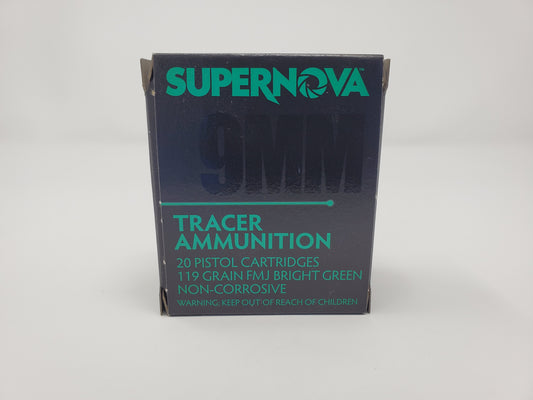 SUPERNOVA™
9MM
TRACER
AMMUNITION
20 PISTOL CARTRIDGES
119 GRAIN FMJ BRIGHT GREEN
NON-CORROSIVE
WARNING: KEEP OUT OF REACH OF CHILDREN